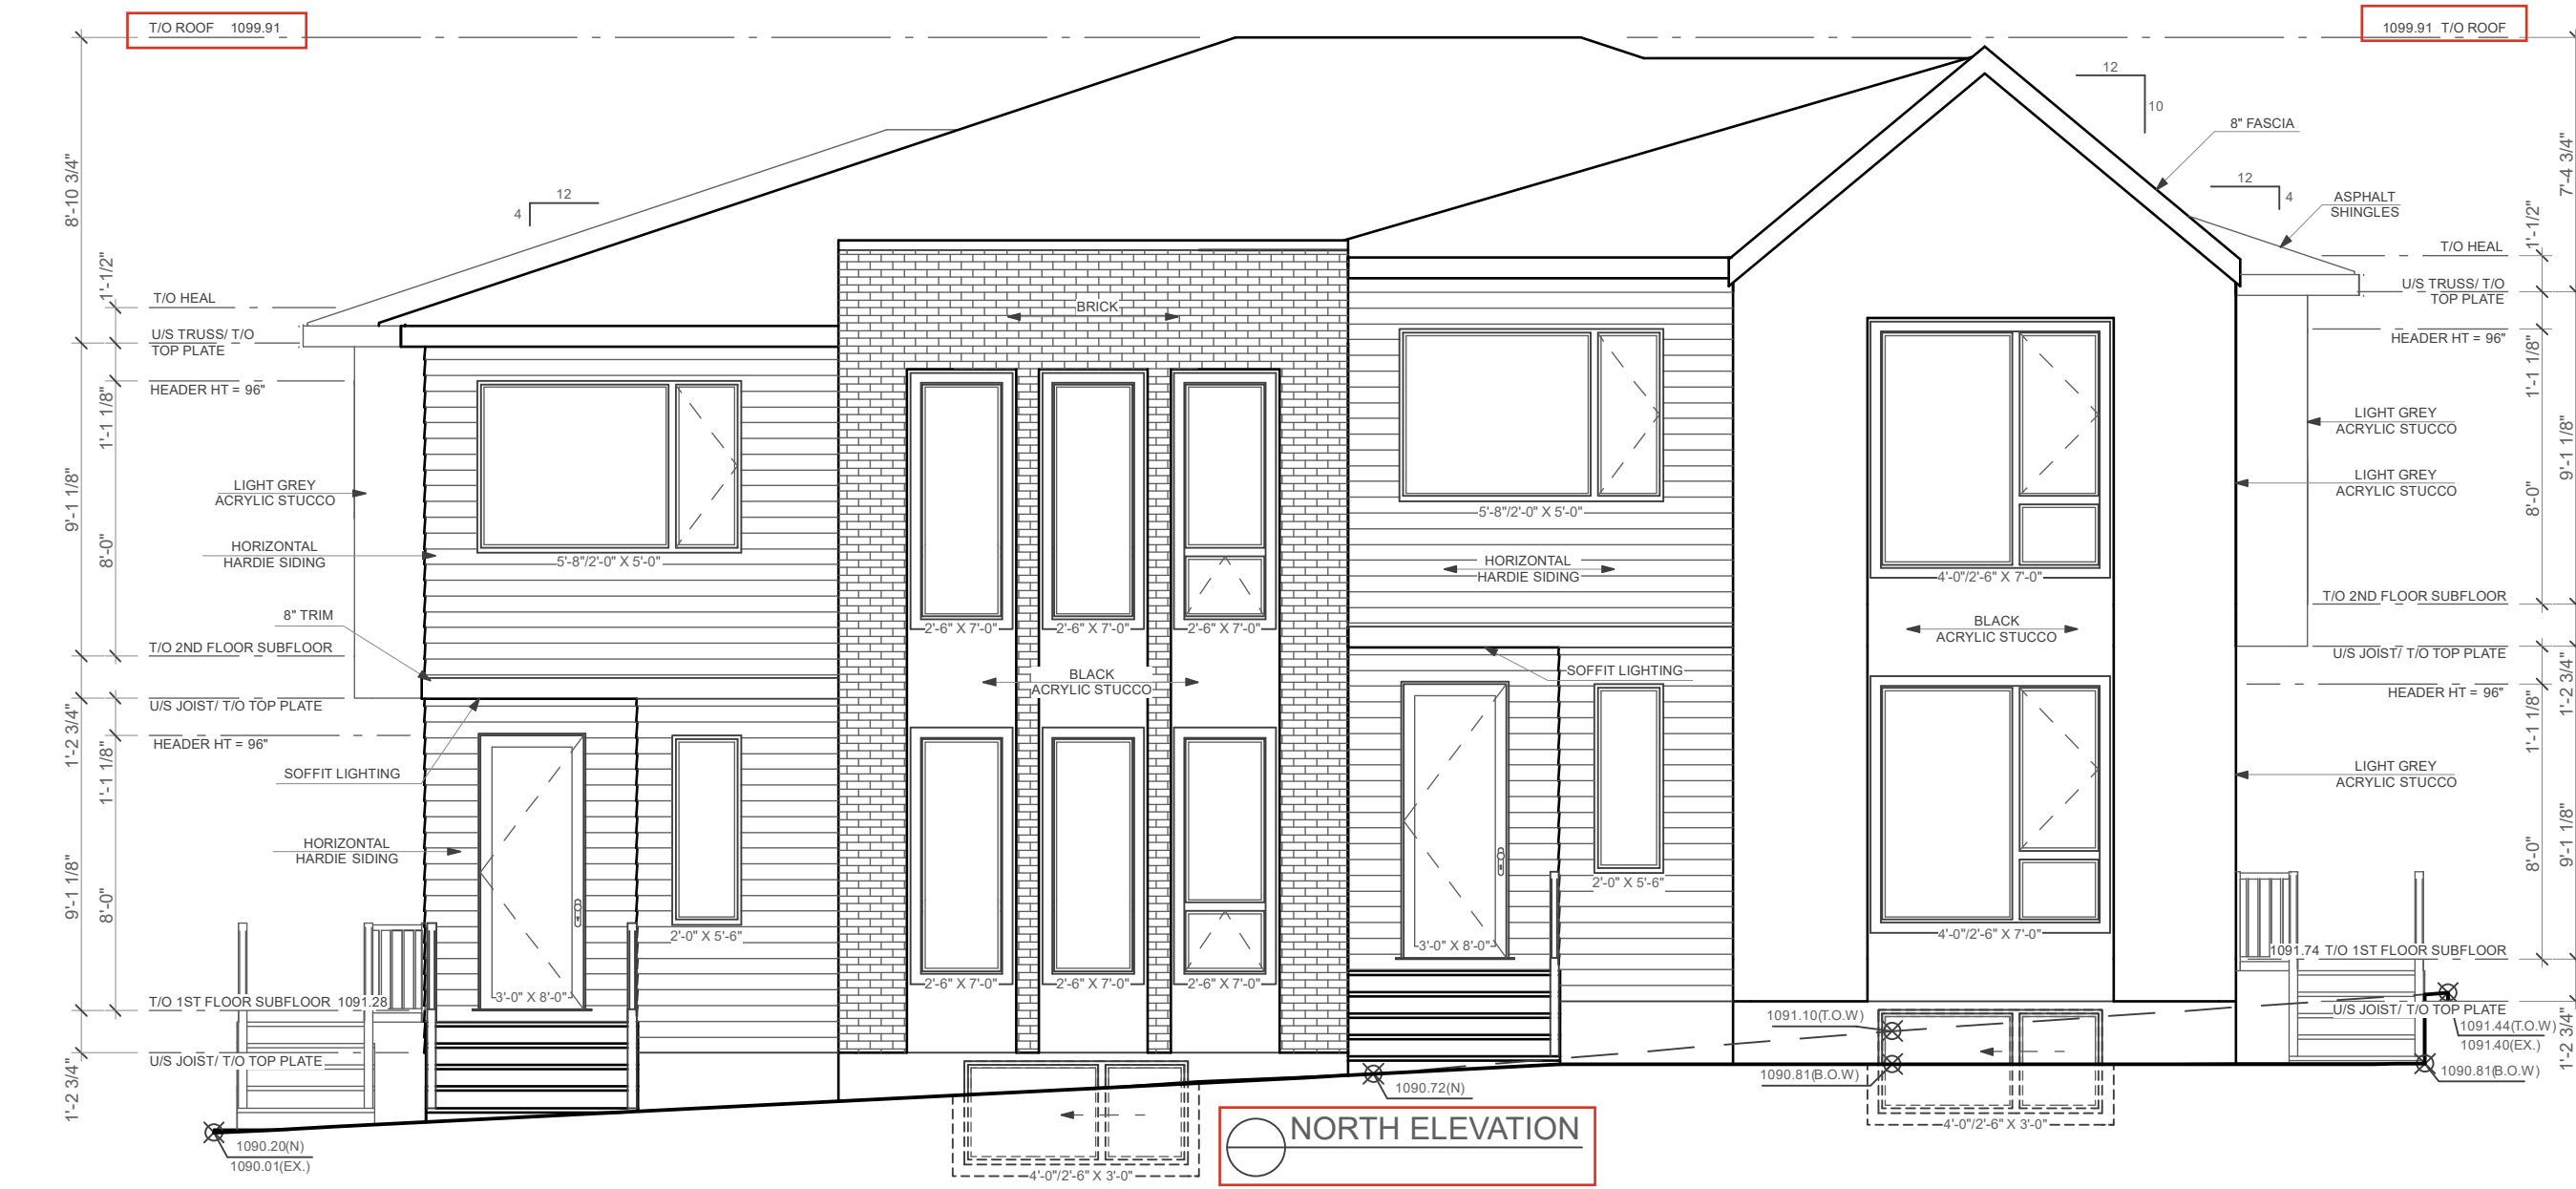 T/O ROOF 1099.91
1099.91 T/O ROOF
12
10
8" FASCIA
8'-10 3/4"
7'-4 3/4"
12
4
12
4
ASPHALT
SHINGLES
1'-1/2"
1'-1/2"
T/O HEAL
T/O HEAL
BRICK
U/S TRUSS/ T/O
TOP PLATE
U/S TRUSS/ T/O
TOP PLATE
HEADER HT = 96"
HEADER HT = 96"
1'-1 1/8"
1'-1 1/8"
LIGHT GREY
ACRYLIC STUCCO
9'-1 1/8"
9'-1 1/8"
LIGHT GREY
ACRYLIC STUCCO
LIGHT GREY
ACRYLIC STUCCO
8'-0"
8'-0"
5'-8"/2'-0" X 5'-0"
HORIZONTAL
HARDIE SIDING
5'-8"/2'-0" X 5'-0"
HORIZONTAL
HARDIE SIDING
4'-0"/2'-6" X 7'-0"
T/O 2ND FLOOR SUBFLOOR
8" TRIM
2'-6" X 7'-0"
2'-6" X 7'-0"
2'-6" X 7'-0"
BLACK
ACRYLIC STUCCO
T/O 2ND FLOOR SUBFLOOR
U/S JOIST/ T/O TOP PLATE
BLACK
ACRYLIC STUCCO
SOFFIT LIGHTING
HEADER HT = 96"
U/S JOIST/ T/O TOP PLATE
1'-2 3/4"
1'-2 3/4"
HEADER HT = 96"
1'-1 1/8"
1'-1 1/8"
SOFFIT LIGHTING
LIGHT GREY
ACRYLIC STUCCO
HORIZONTAL
HARDIE SIDING
9'-1 1/8"
8'-0"
8'-0"
9'-1 1/8"
2'-0" X 5'-6"
2'-0" X 5'-6"
3'-0" X 8'-0"
4'-0"/2'-6" X 7'-0"
1091.74 T/O 1ST FLOOR SUBFLOOR
T/O 1ST FLOOR SUBFLOOR 1091.28
3'-0" X 8'-0"
2'-6" X 7'-0"
2'-6" X 7'-0"
2'-6" X 7'-0"
1091.10(T.O.W)
U/S JOIST/ T/O TOP PLATE
1091.44(T.O.W)
1091.40(EX.)
U/S JOIST/ T/O TOP PLATE
1'-2 3/4"
1'-2 3/4"
1090.81(B.O.W)
1090.81(B.O.W)
1090.72(N)
NORTH ELEVATION
4'-0"/2'-6" X 3'-0"
1090.20(N)
1090.01(EX.)
4'-0"/2'-6" X 3'-0"